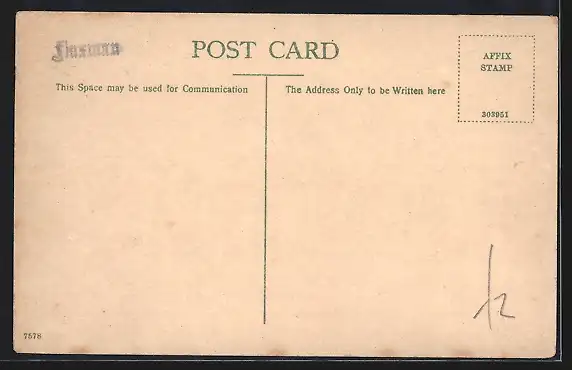 POST CARD
AFFIX
STAMP
303951
This Space may be used for Communication
The Address Only to be Written here
7578